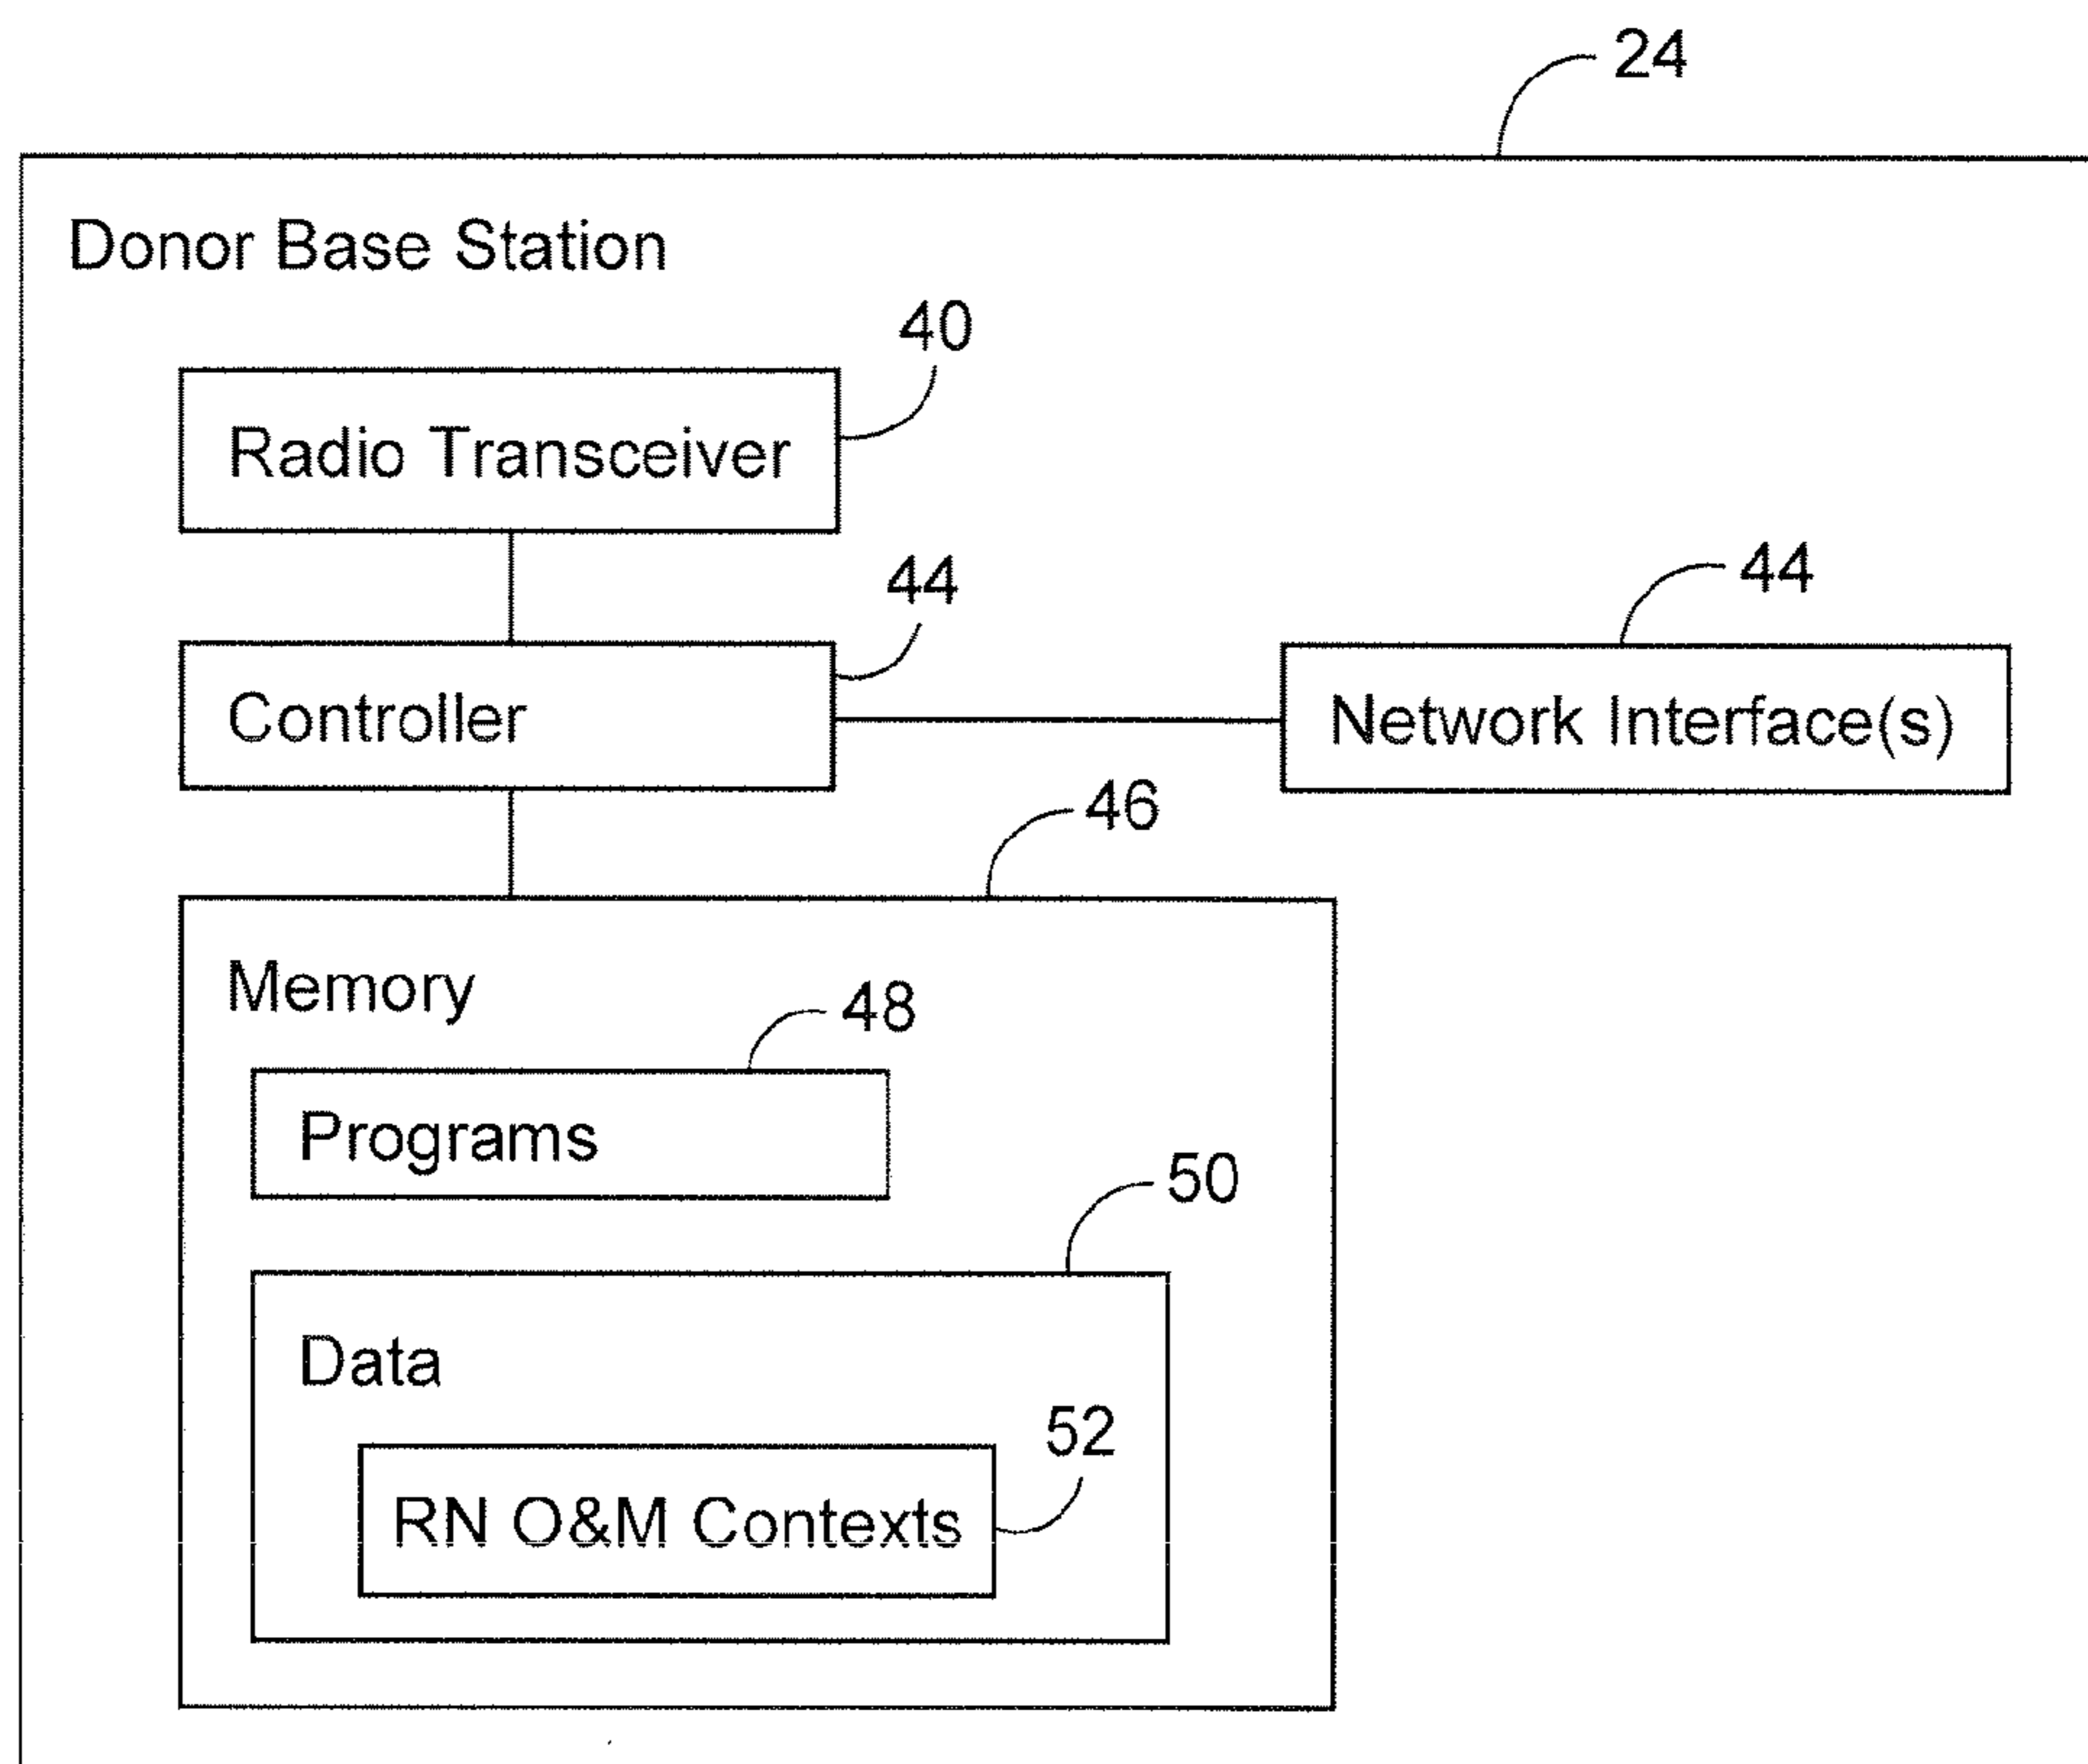 24
Donor Base Station
40
Radio Transceiver
44
44
Controller
Network Interface(s)
46
Memory
48
Programs
50
Data
52
RN O&M Contexts